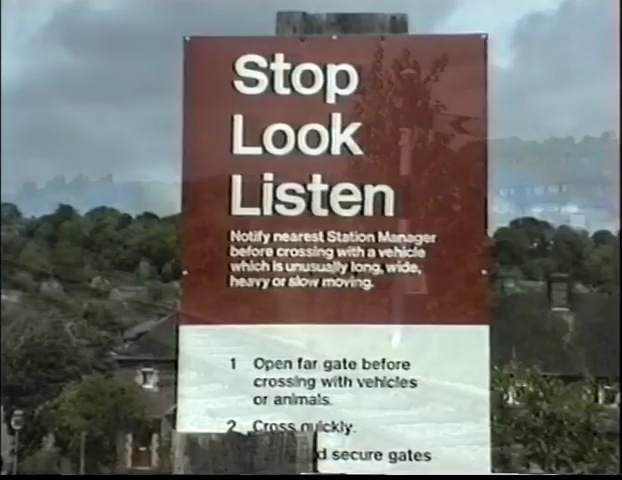 Stop
Look
Listen
Notify nearest Station Manager
before crossing with a vehicle
which is unusually long, wide,
heavy or slow moving.
1 Open far gate before
crossing with vehicles
or animals.
2 Cross quickly.
secure gates